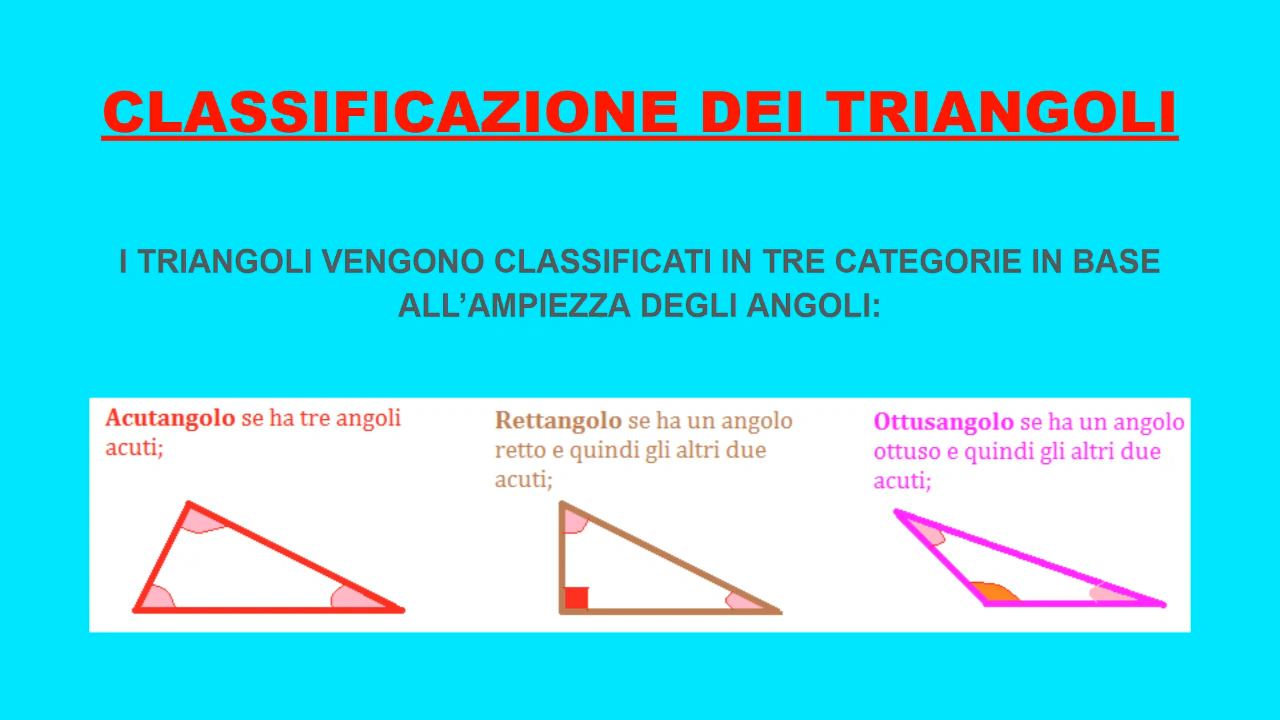 CLASSIFICAZIONE DEI TRIANGOLI
I TRIANGOLI VENGONO CLASSIFICATI IN TRE CATEGORIE IN BASE
ALL'AMPIEZZA DEGLI ANGOLI:
Acutangolo se ha tre angoli
acuti;
Rettangolo se ha un angolo
retto e quindi gli altri due
acuti;
Ottusangolo se ha un angolo
ottuso e quindi gli altri due
acuti;